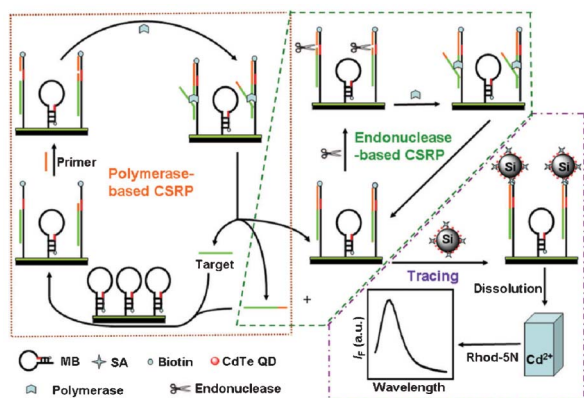 Primer
Polymerase-
based CSRP
Endonuclease
-based CSRP
Target
+
Tracing
Si
Si
Si
Dissolution
I_F (a.u.)
Wavelength
Rhod-5N
Cd²⁺
MB
SA
Biotin
CdTe QD
Polymerase
Endonuclease